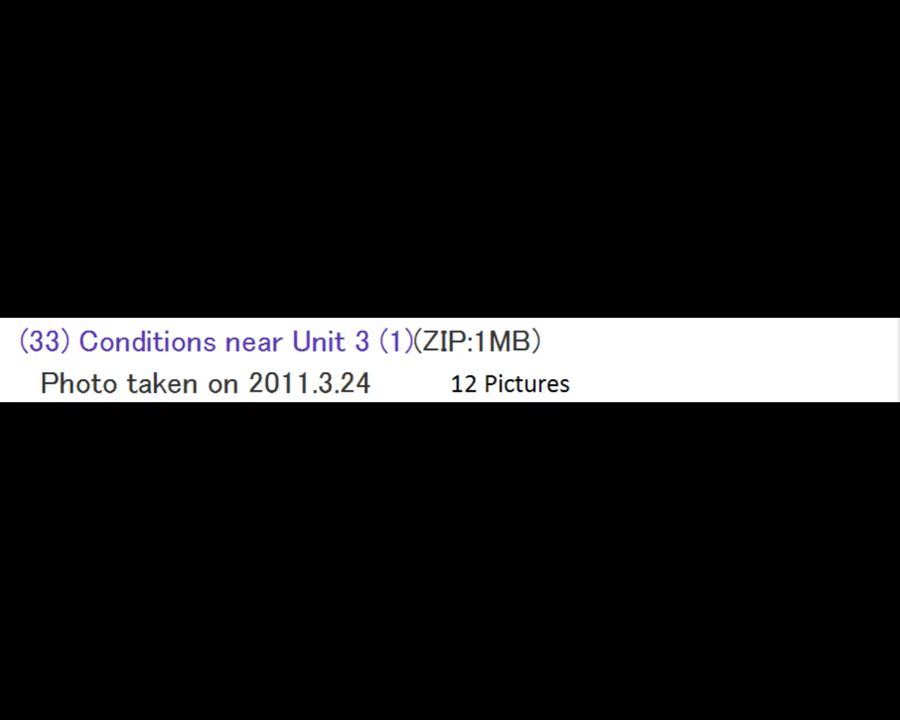 (33) Conditions near Unit 3 (1)(ZIP:1MB)
Photo taken on 2011.3.24 12 Pictures